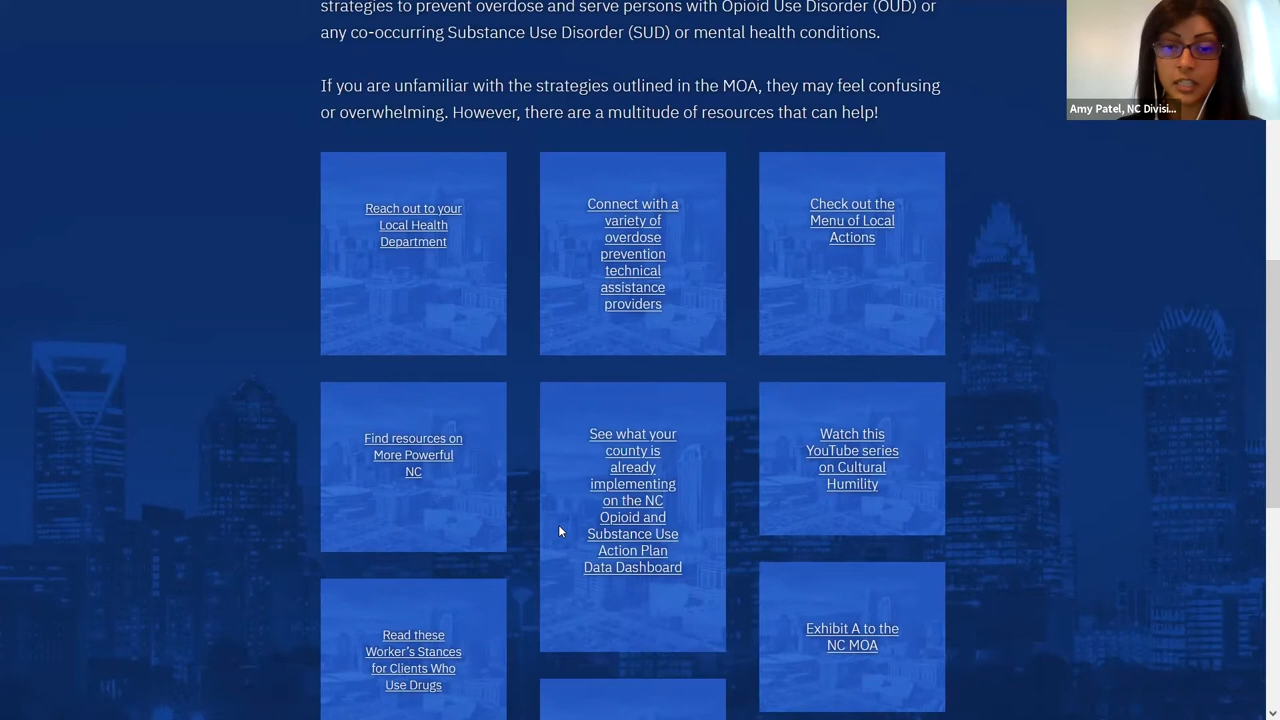 strategies to prevent overdose and serve persons with Opioid Use Disorder (OUD) or
any co-occurring Substance Use Disorder (SUD) or mental health conditions.
If you are unfamiliar with the strategies outlined in the MOA, they may feel confusing
or overwhelming. However, there are a multitude of resources that can help!
Amy Patel, NC Divisi...
Reach out to your
Local Health
Department
Connect with a
variety of
overdose
prevention
technical
assistance
providers
Check out the
Menu of Local
Actions
Find resources on
More Powerful
NC
See what your
county is
already
implementing
on the NC
Opioid and
Substance Use
Action Plan
Data Dashboard
Watch this
YouTube series
on Cultural
Humility
Read these
Worker's Stances
for Clients Who
Use Drugs
Exhibit A to the
NC MOA